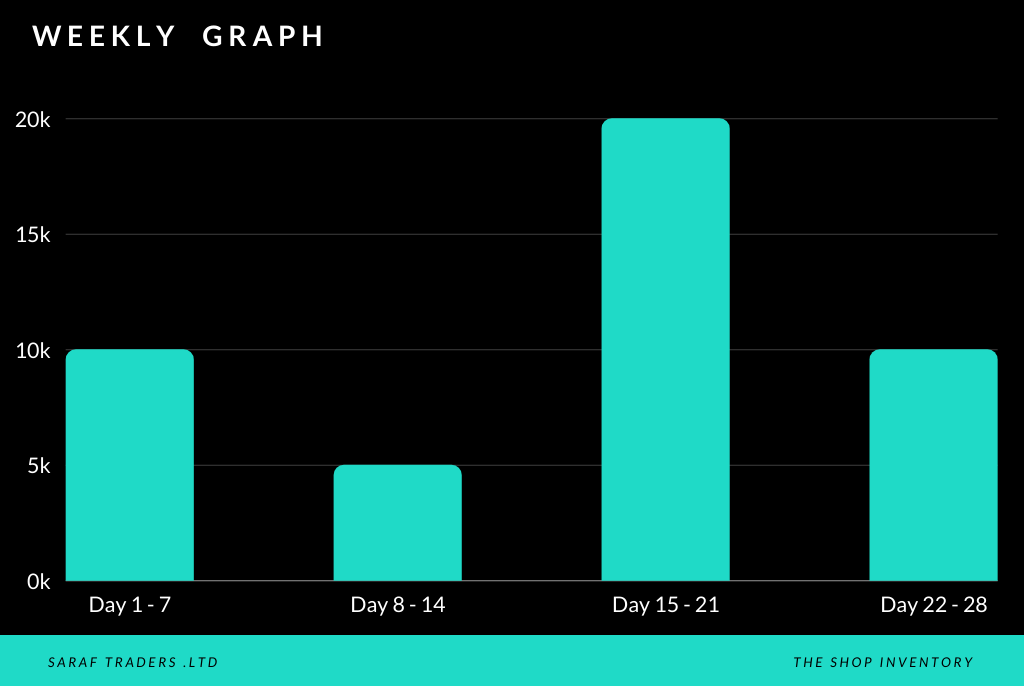 WEEKLY GRAPH
20k
15k
10k
5k
0k
Day 1 - 7 Day 8 - 14 Day 15 - 21 Day 22 - 28
SARAF TRADERS .LTD THE SHOP INVENTORY